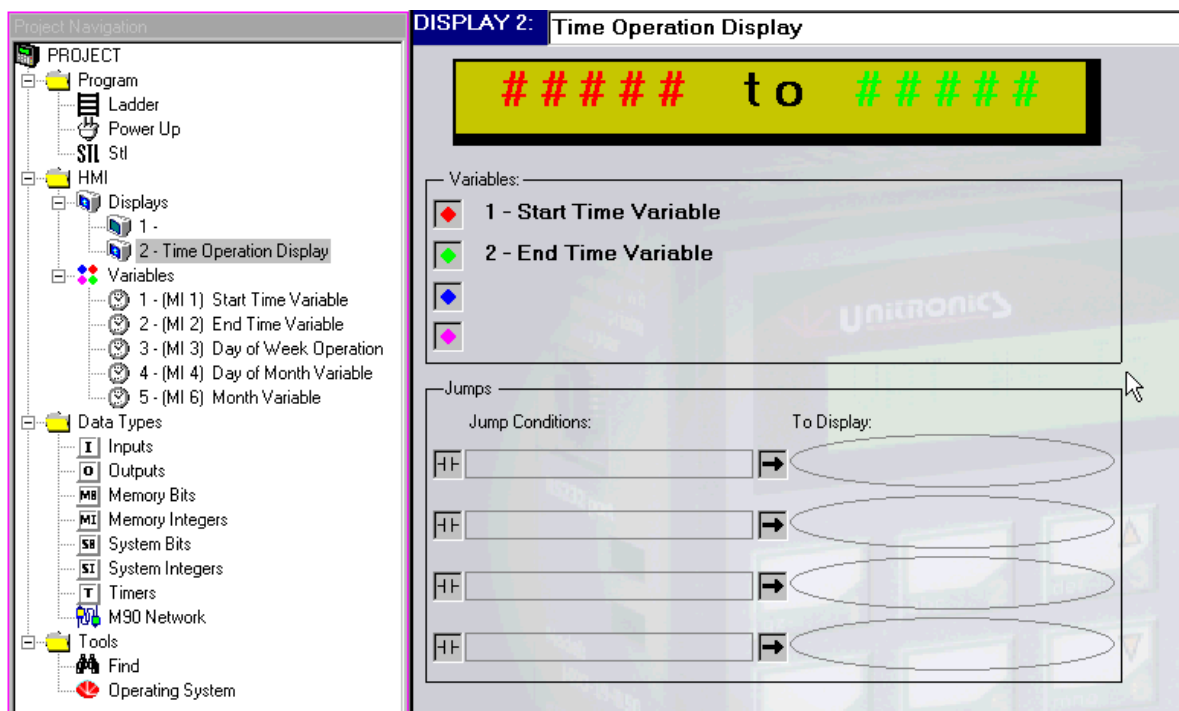 Project Navigation
PROJECT
Program
Ladder
Power Up
STL Stl
HMI
Displays
1 -
2 - Time Operation Display
Variables
1 - (MI 1) Start Time Variable
2 - (MI 2) End Time Variable
3 - (MI 3) Day of Week Operation
4 - (MI 4) Day of Month Variable
5 - (MI 6) Month Variable
Data Types
I Inputs
O Outputs
MB Memory Bits
MI Memory Integers
SB System Bits
SI System Integers
T Timers
M90 Network
Tools
Find
Operating System
DISPLAY 2: Time Operation Display
##### to #####
Variables:
1 - Start Time Variable
2 - End Time Variable
UNITRONICS
Jumps
Jump Conditions: To Display: